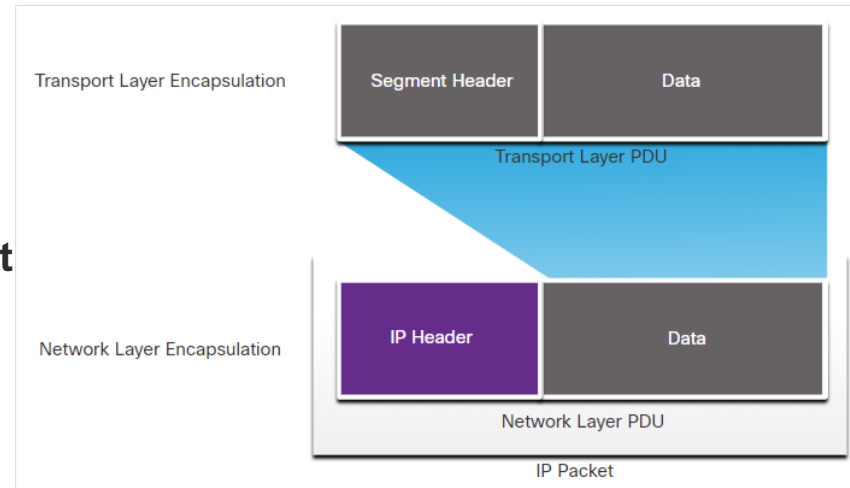 Transport Layer Encapsulation
Segment Header
Data
Transport Layer PDU
t
Network Layer Encapsulation
IP Header
Data
Network Layer PDU
IP Packet